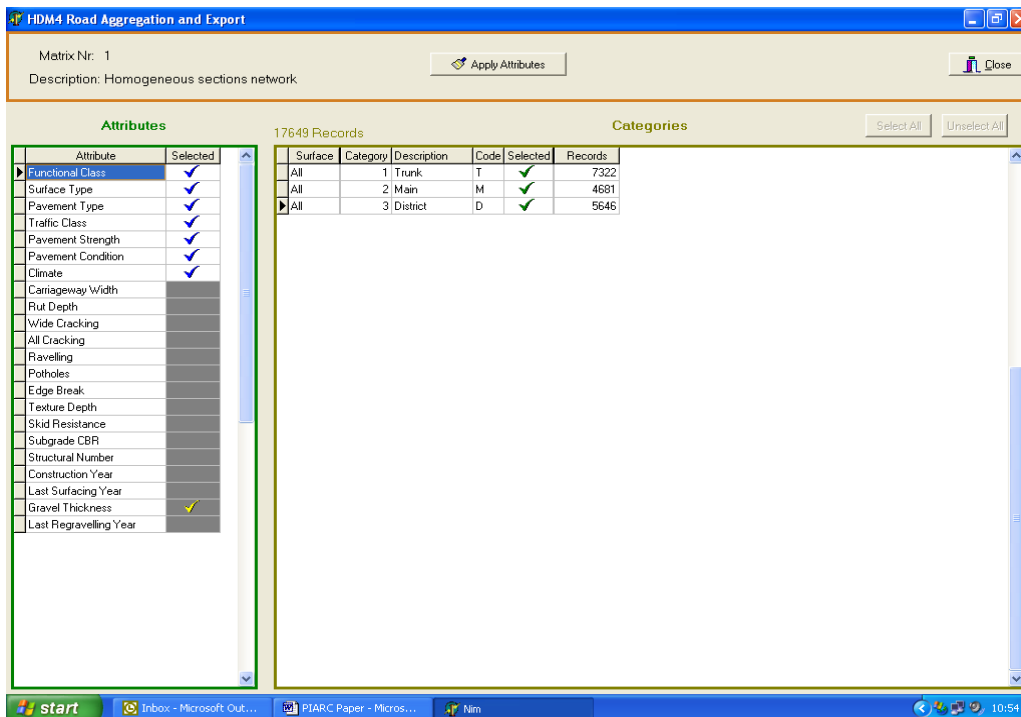 HDM4 Road Aggregation and Export
Matrix Nr: 1
Description: Homogeneous sections network
Apply Attributes
Close
Attributes
17649 Records
Categories
Select All
Unselect All
Attribute Selected
Functional Class
Surface Type
Pavement Type
Traffic Class
Pavement Strength
Pavement Condition
Climate
Carriageway Width
Rut Depth
Wide Cracking
All Cracking
Ravelling
Potholes
Edge Break
Texture Depth
Skid Resistance
Subgrade CBR
Structural Number
Construction Year
Last Surfacing Year
Gravel Thickness
Last Regravelling Year
Surface Category Description Code Selected Records
All 1 Trunk T 7322
All 2 Main M 4681
All 3 District D 5646
start
Inbox - Microsoft Out...
PIARC Paper - Micros...
Nim
10:54